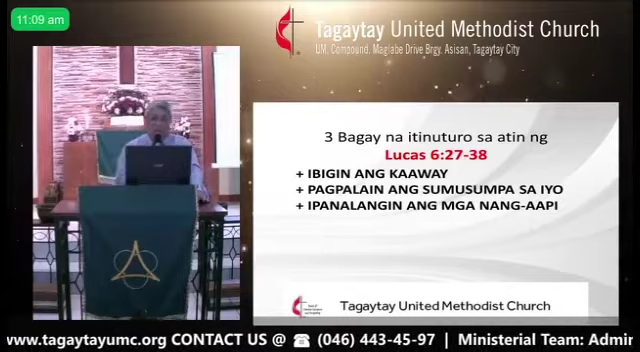 11:09 am
Tagaytay United Methodist Church
UM. Compound. Maglabe Drive Brgy. Asisan, Tagaytay City
3 Bagay na itinuturo sa atin ng
Lucas 6:27-38
+ IBIGIN ANG KAAWAY
+ PAGPALAIN ANG SUMUSUMPA SA IYO
+ IPANALANGIN ANG MGA NANG-AAPI
Tagaytay United Methodist Church
www.tagaytayumc.org CONTACT US @ ☎ (046) 443-45-97 | Ministerial Team: Admir